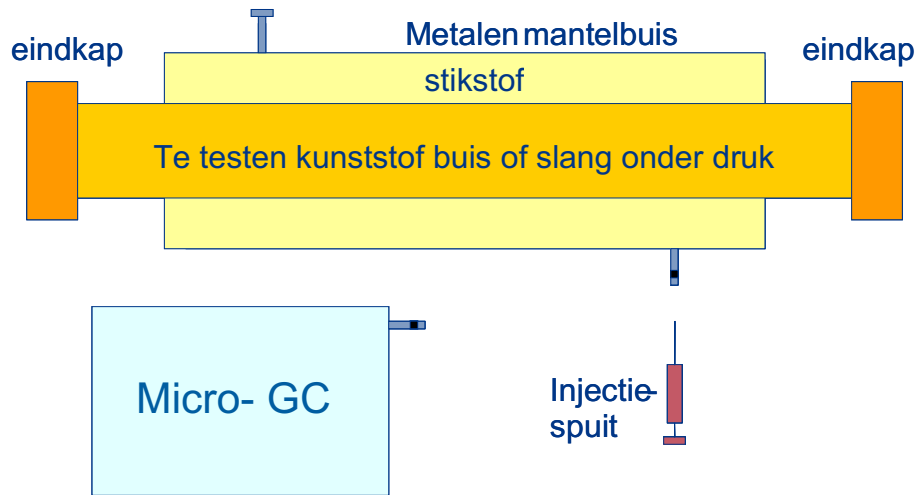 Metalen mantelbuis
eindkap
eindkap
stikstof
Te testen kunststof buis of slang onder druk
Micro- GC
Injectie-
spuit